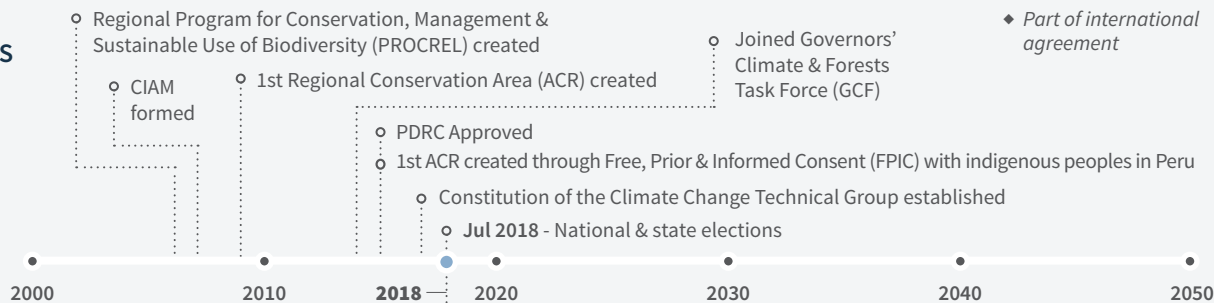 s
Regional Program for Conservation, Management &
Sustainable Use of Biodiversity (PROCREL) created
CIAM
formed
1st Regional Conservation Area (ACR) created
Joined Governors’
Climate & Forests
Task Force (GCF)
Part of international
agreement
PDRC Approved
1st ACR created through Free, Prior & Informed Consent (FPIC) with indigenous peoples in Peru
Constitution of the Climate Change Technical Group established
Jul 2018 - National & state elections
2000 2010 2018 2020 2030 2040 2050